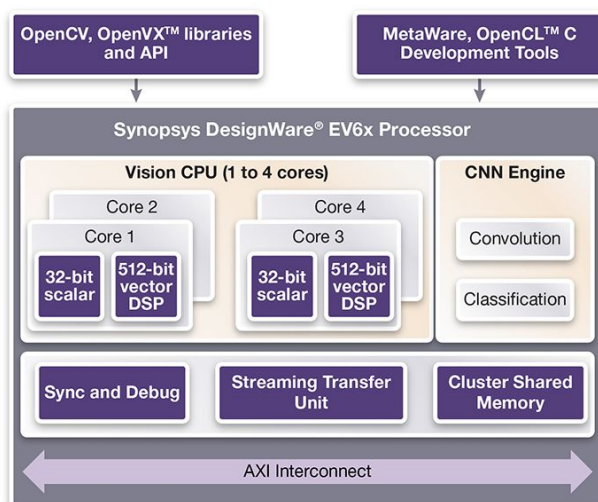 OpenCV, OpenVX™ libraries
and API
MetaWare, OpenCL™ C
Development Tools
Synopsys DesignWare® EV6x Processor
Vision CPU (1 to 4 cores)
CNN Engine
Core 2
Core 4
Core 1
Core 3
32-bit
scalar
512-bit
vector
DSP
32-bit
scalar
512-bit
vector
DSP
Convolution
Classification
Sync and Debug
Streaming Transfer
Unit
Cluster Shared
Memory
AXI Interconnect